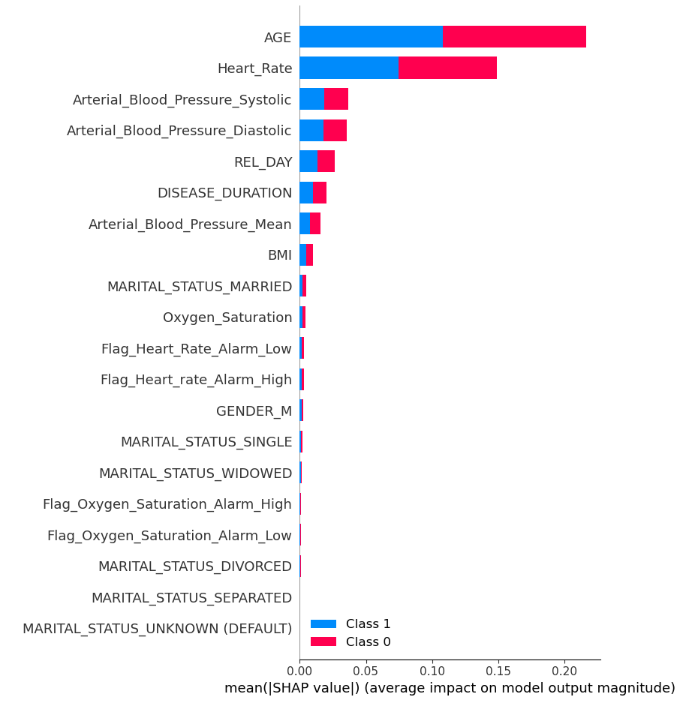 AGE
Heart_Rate
Arterial_Blood_Pressure_Systolic
Arterial_Blood_Pressure_Diastolic
REL_DAY
DISEASE_DURATION
Arterial_Blood_Pressure_Mean
BMI
MARITAL_STATUS_MARRIED
Oxygen_Saturation
Flag_Heart_Rate_Alarm_Low
Flag_Heart_rate_Alarm_High
GENDER_M
MARITAL_STATUS_SINGLE
MARITAL_STATUS_WIDOWED
Flag_Oxygen_Saturation_Alarm_High
Flag_Oxygen_Saturation_Alarm_Low
MARITAL_STATUS_DIVORCED
MARITAL_STATUS_SEPARATED
MARITAL_STATUS_UNKNOWN (DEFAULT)
Class 1
Class 0
0.00 0.05 0.10 0.15 0.20
mean(|SHAP value|) (average impact on model output magnitude)